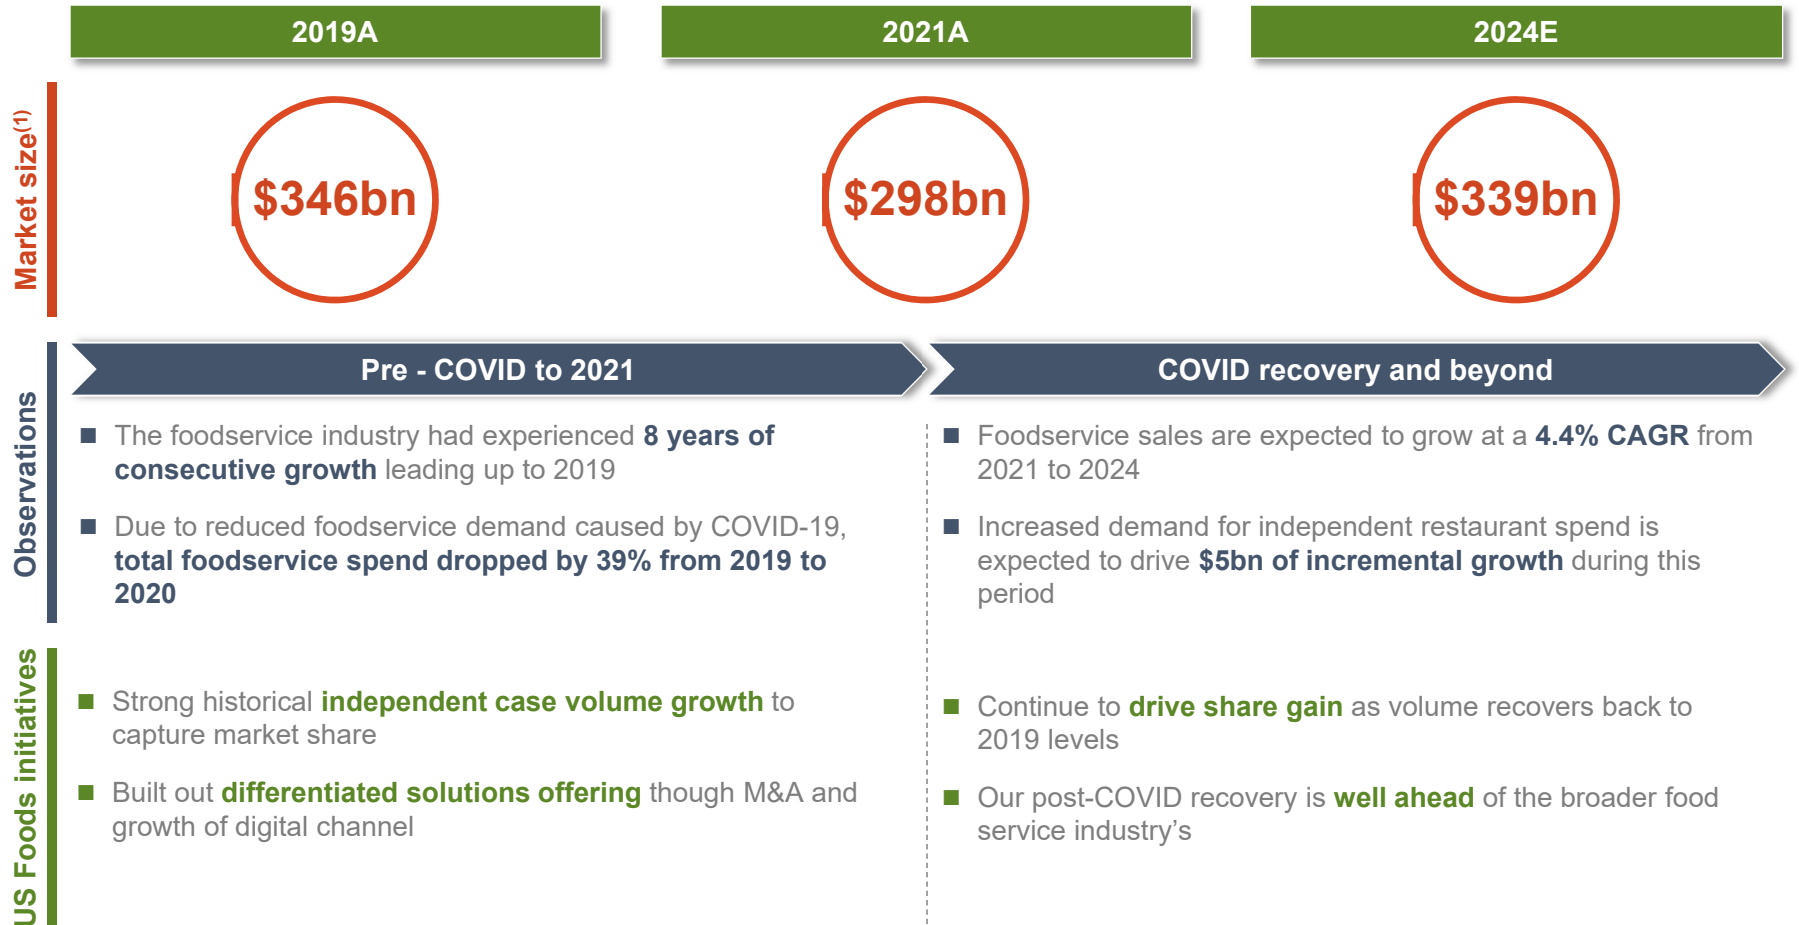 2019A
2021A
2024E
Market size(1)
$346bn
$298bn
$339bn
Pre - COVID to 2021
COVID recovery and beyond
Observations
■ The foodservice industry had experienced 8 years of
consecutive growth leading up to 2019
■ Due to reduced foodservice demand caused by COVID-19,
total foodservice spend dropped by 39% from 2019 to
2020
■ Foodservice sales are expected to grow at a 4.4% CAGR from
2021 to 2024
■ Increased demand for independent restaurant spend is
expected to drive $5bn of incremental growth during this
period
US Foods initiatives
■ Strong historical independent case volume growth to
capture market share
■ Built out differentiated solutions offering though M&A and
growth of digital channel
■ Continue to drive share gain as volume recovers back to
2019 levels
■ Our post-COVID recovery is well ahead of the broader food
service industry’s